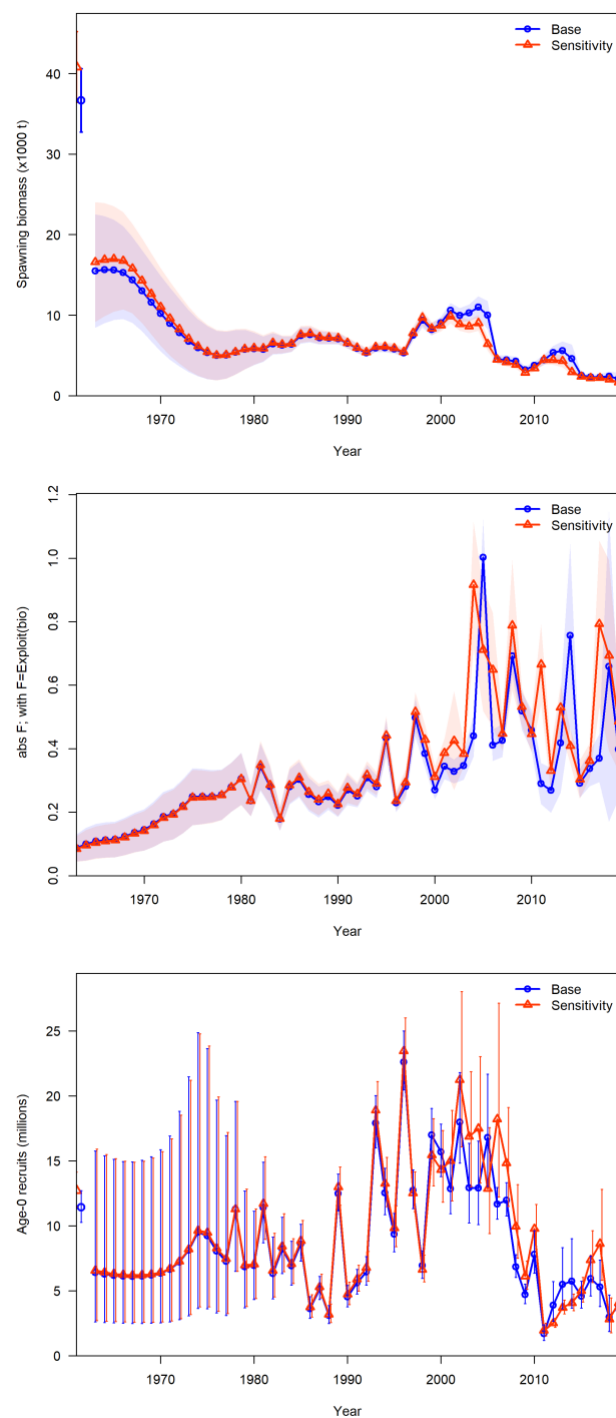 Base
Sensitivity
40
30
20
10
0
Spawning biomass (x1000 t)
1970 1980 1990 2000 2010
Year
Base
Sensitivity
1.2
1.0
0.8
0.6
0.4
0.2
0.0
abs F; with F=Exploit(bio)
1970 1980 1990 2000 2010
Year
Base
Sensitivity
25
20
15
10
5
0
Age-0 recruits (millions)
1970 1980 1990 2000 2010
Year